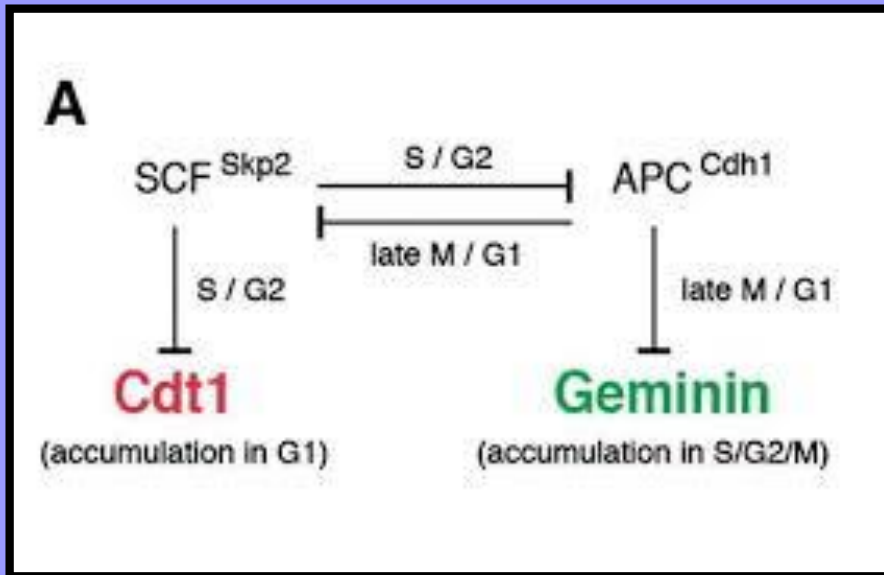 A
SCF Skp2
S / G2
APC Cdh1
late M / G1
S / G2
late M / G1
Cdt1
Geminin
(accumulation in G1)
(accumulation in S/G2/M)